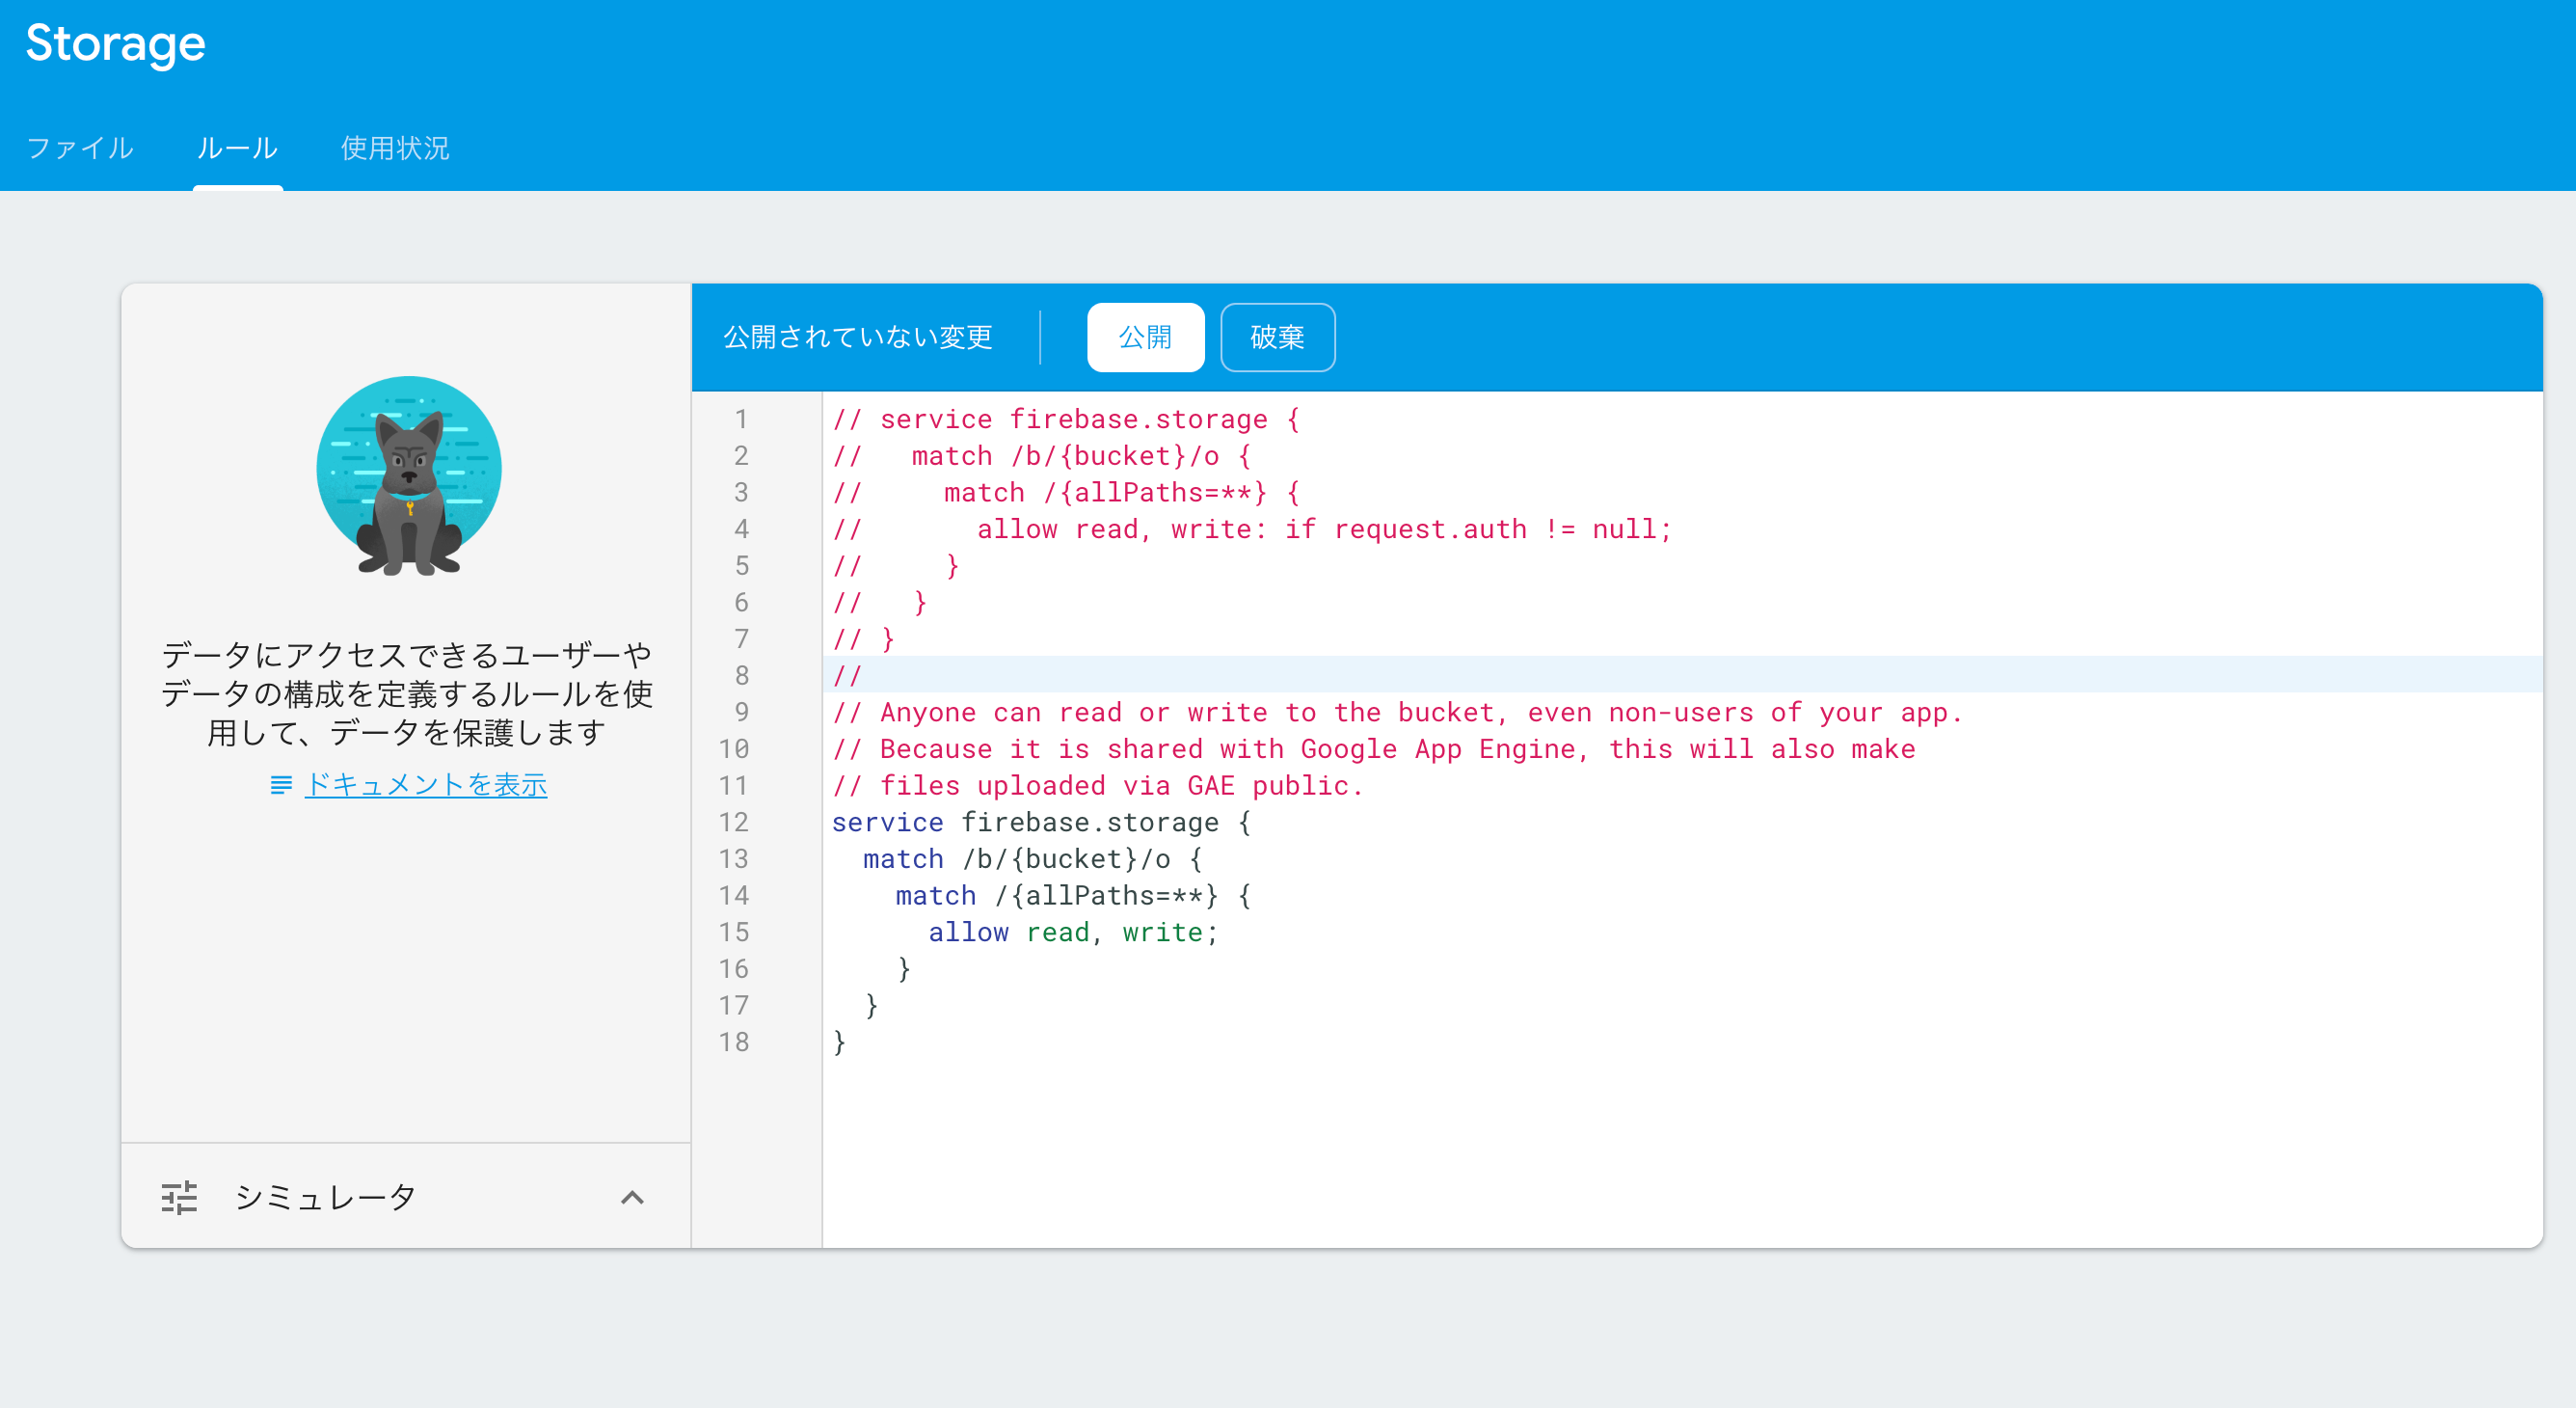 Storage
ファイル ルール 使用状況
データにアクセスできるユーザーや
データの構成を定義するルールを使
用して、データを保護します
ドキュメントを表示
シミュレータ
公開されていない変更 公開 破棄
1 // service firebase.storage {
2 //   match /b/{bucket}/o {
3 //     match /{allPaths=**} {
4 //       allow read, write: if request.auth != null;
5 //     }
6 //   }
7 // }
8 //
9 // Anyone can read or write to the bucket, even non-users of your app.
10 // Because it is shared with Google App Engine, this will also make
11 // files uploaded via GAE public.
12 service firebase.storage {
13   match /b/{bucket}/o {
14     match /{allPaths=**} {
15       allow read, write;
16     }
17   }
18 }